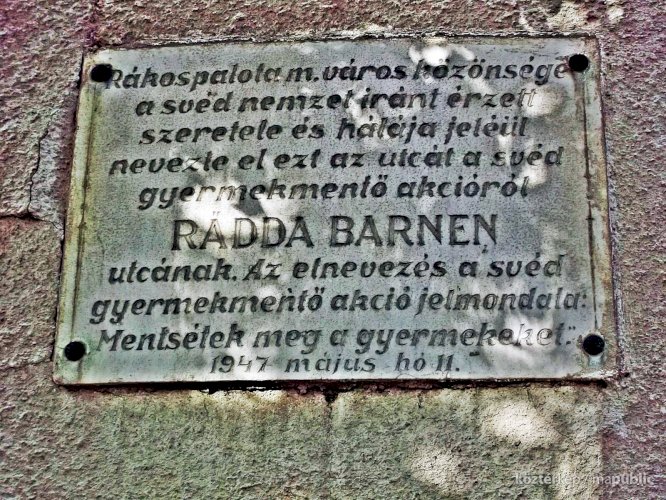 Rákospalota m. város közönsége
a svéd nemzet iránt érzett
szeretete és hálája jeléül
nevezte el ezt az utcát a svéd
gyermekmentő akcióról
RÄDDA BARNEN
utcának. Az elnevezés a svéd
gyermekmentő akció jelmondata:
Mentsétek meg a gyermekeket.
1947 május hó 11.
köztérkép / mapublic